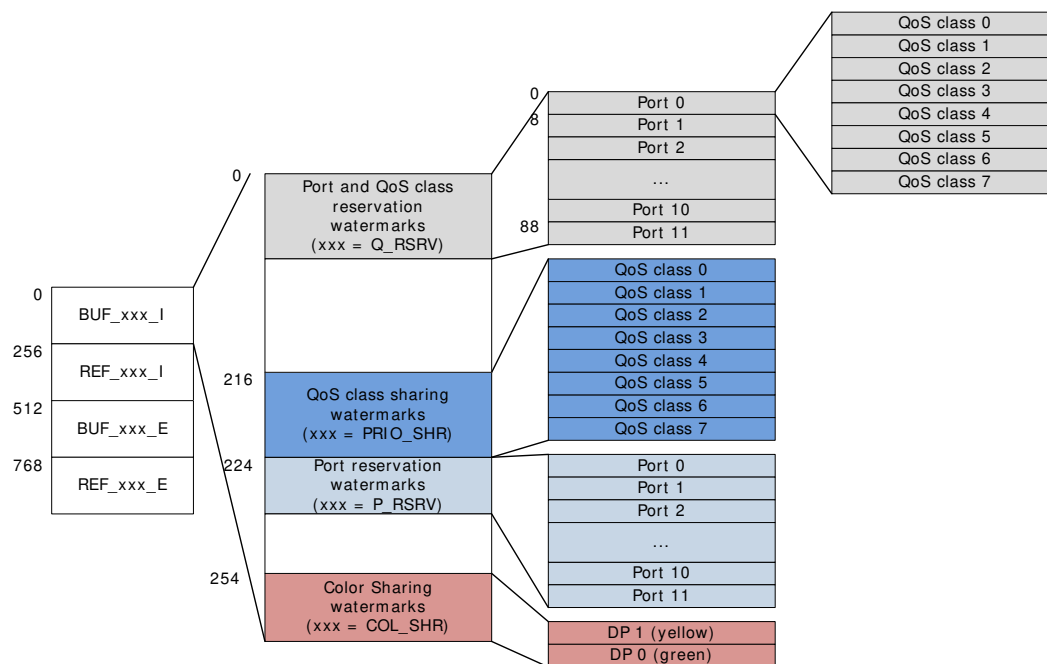 0
BUF_xxx_I
256
REF_xxx_I
512
BUF_xxx_E
768
REF_xxx_E
0
Port and QoS class
reservation
watermarks
(xxx = Q_RSRV)
216
QoS class sharing
watermarks
(xxx = PRIO_SHR)
224
Port reservation
watermarks
(xxx = P_RSRV)
254
Color Sharing
watermarks
(xxx = COL_SHR)
0
Port 0
8
Port 1
Port 2
...
Port 10
88
Port 11
QoS class 0
QoS class 1
QoS class 2
QoS class 3
QoS class 4
QoS class 5
QoS class 6
QoS class 7
Port 0
Port 1
Port 2
...
Port 10
Port 11
DP 1 (yellow)
DP 0 (green)
QoS class 0
QoS class 1
QoS class 2
QoS class 3
QoS class 4
QoS class 5
QoS class 6
QoS class 7